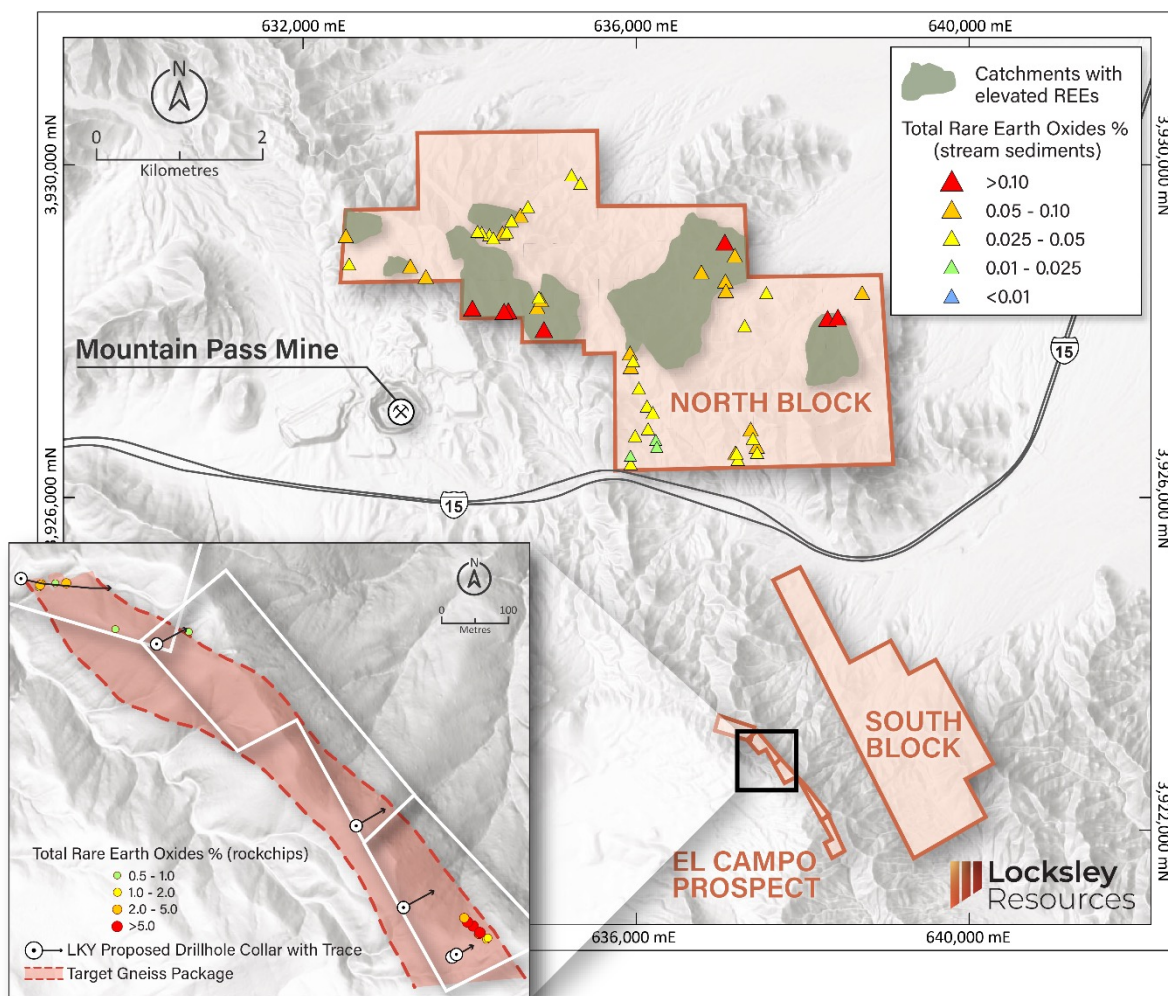 632,000 mE
636,000 mE
640,000 mE
N
0
2
Kilometres
3,930,000 mN
3,930,000 mN
Catchments with
elevated REEs
Total Rare Earth Oxides %
(stream sediments)
>0.10
0.05 - 0.10
0.025 - 0.05
0.01 - 0.025
<0.01
15
Mountain Pass Mine
NORTH BLOCK
15
3,926,000 mN
3,926,000 mN
N
0
100
Metres
SOUTH
BLOCK
EL CAMPO
PROSPECT
3,922,000 mN
Total Rare Earth Oxides % (rockchips)
0.5 - 1.0
1.0 - 2.0
2.0 - 5.0
>5.0
LKY Proposed Drillhole Collar with Trace
Target Gneiss Package
Locksley
Resources
636,000 mE
640,000 mE